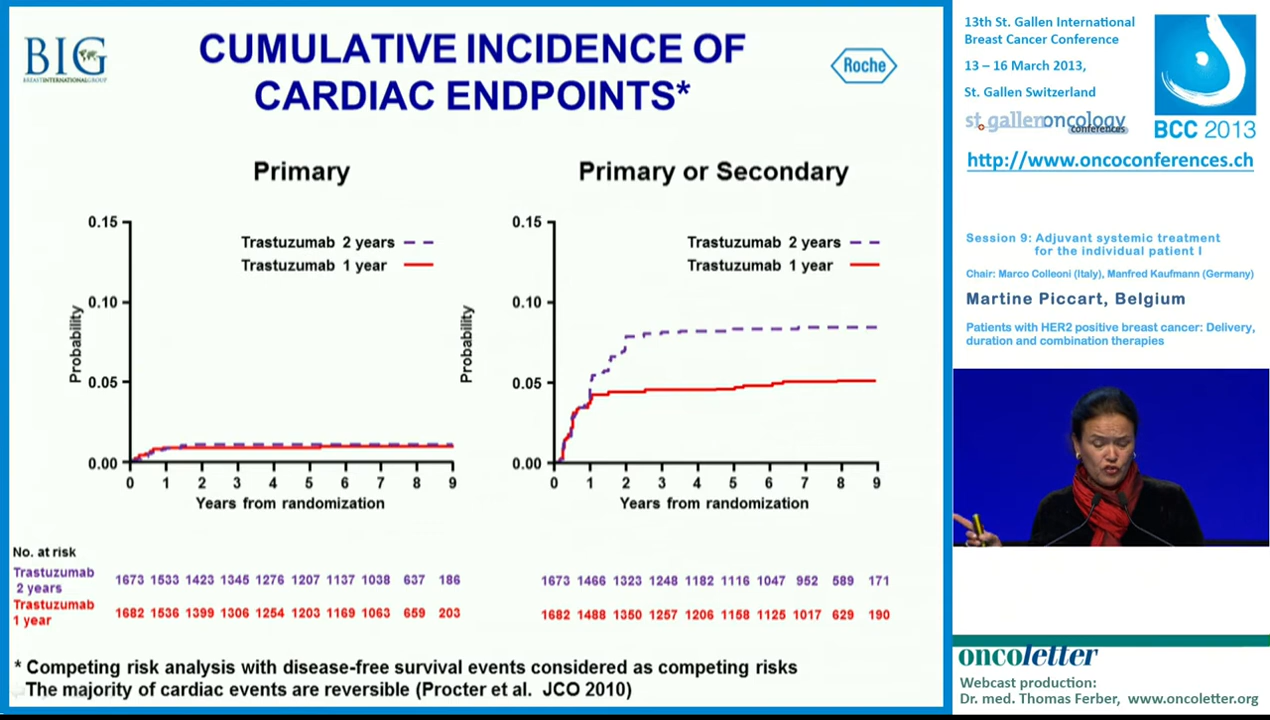 BIG
BREAST INTERNATIONAL GROUP
CUMULATIVE INCIDENCE OF
CARDIAC ENDPOINTS*
Roche
Primary
0.15
0.10
0.05
0.00
Probability
Trastuzumab 2 years
Trastuzumab 1 year
0 1 2 3 4 5 6 7 8 9
Years from randomization
Primary or Secondary
0.15
0.10
0.05
0.00
Probability
Trastuzumab 2 years
Trastuzumab 1 year
0 1 2 3 4 5 6 7 8 9
Years from randomization
No. at risk
Trastuzumab
2 years
1673 1533 1423 1345 1276 1207 1137 1038 637 186
1673 1466 1323 1248 1182 1116 1047 952 589 171
Trastuzumab
1 year
1682 1536 1399 1306 1254 1203 1169 1063 659 203
1682 1488 1350 1257 1206 1158 1125 1017 629 190
* Competing risk analysis with disease-free survival events considered as competing risks
The majority of cardiac events are reversible (Procter et al. JCO 2010)
13th St. Gallen International
Breast Cancer Conference
13 – 16 March 2013,
St. Gallen Switzerland
st.gallenoncology
conferences
BCC 2013
http://www.oncoconferences.ch
Session 9: Adjuvant systemic treatment
for the individual patient I
Chair: Marco Colleoni (Italy), Manfred Kaufmann (Germany)
Martine Piccart, Belgium
Patients with HER2 positive breast cancer: Delivery,
duration and combination therapies
oncoletter
Webcast production:
Dr. med. Thomas Ferber, www.oncoletter.org